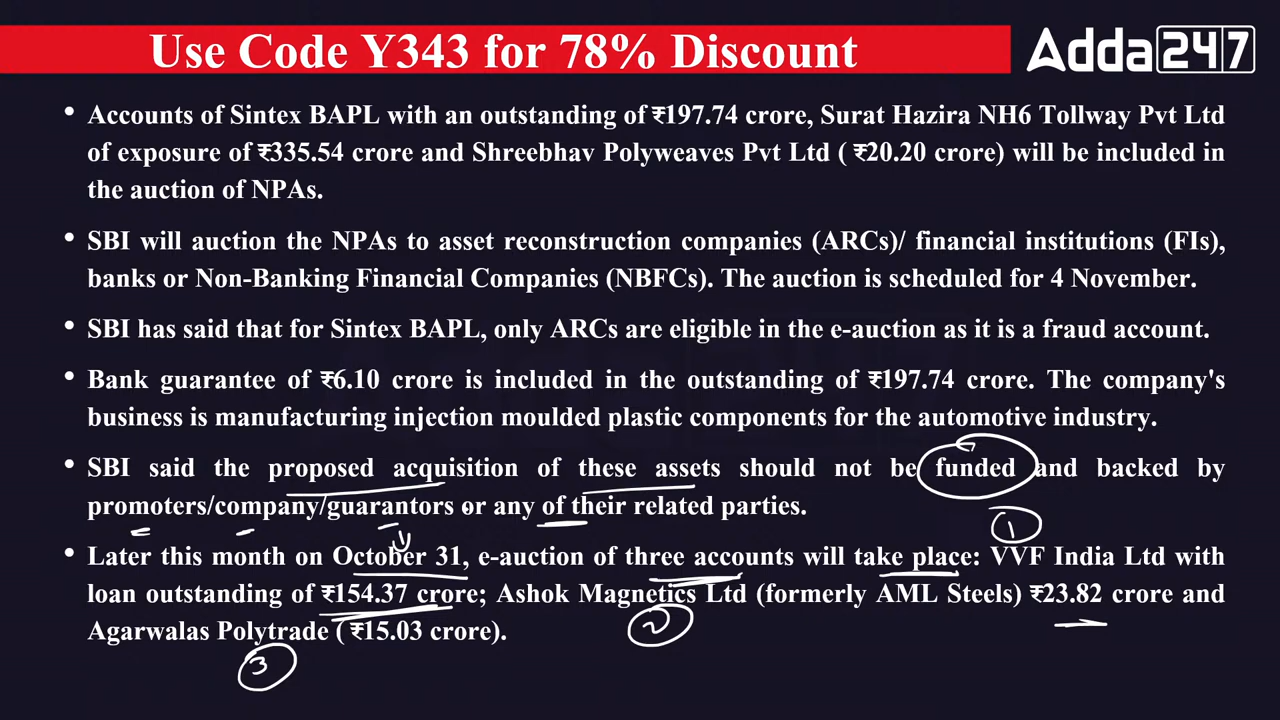 Use Code Y343 for 78% Discount
Adda247
• Accounts of Sintex BAPL with an outstanding of ₹197.74 crore, Surat Hazira NH6 Tollway Pvt Ltd
of exposure of ₹335.54 crore and Shreebhav Polyweaves Pvt Ltd ( ₹20.20 crore) will be included in
the auction of NPAs.
• SBI will auction the NPAs to asset reconstruction companies (ARCs)/ financial institutions (FIs),
banks or Non-Banking Financial Companies (NBFCs). The auction is scheduled for 4 November.
• SBI has said that for Sintex BAPL, only ARCs are eligible in the e-auction as it is a fraud account.
• Bank guarantee of ₹6.10 crore is included in the outstanding of ₹197.74 crore. The company's
business is manufacturing injection moulded plastic components for the automotive industry.
• SBI said the proposed acquisition of these assets should not be funded and backed by
promoters/company/guarantors or any of their related parties.
1
• Later this month on October 31, e-auction of three accounts will take place: VVF India Ltd with
loan outstanding of ₹154.37 crore; Ashok Magnetics Ltd (formerly AML Steels) ₹23.82 crore and
Agarwalas Polytrade ( ₹15.03 crore).
2
3